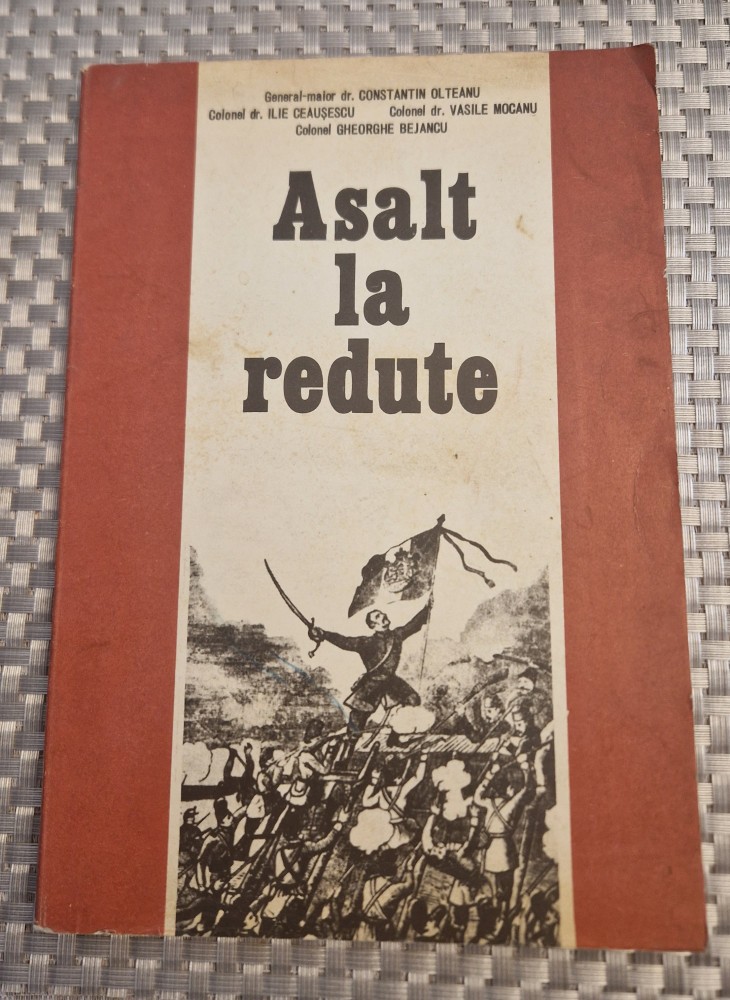 General-maior dr. CONSTANTIN OLTEANU
Colonel dr. ILIE CEAUȘESCU Colonel dr. VASILE MOCANU
Colonel GHEORGHE BEJANCU
Asalt
la
redute